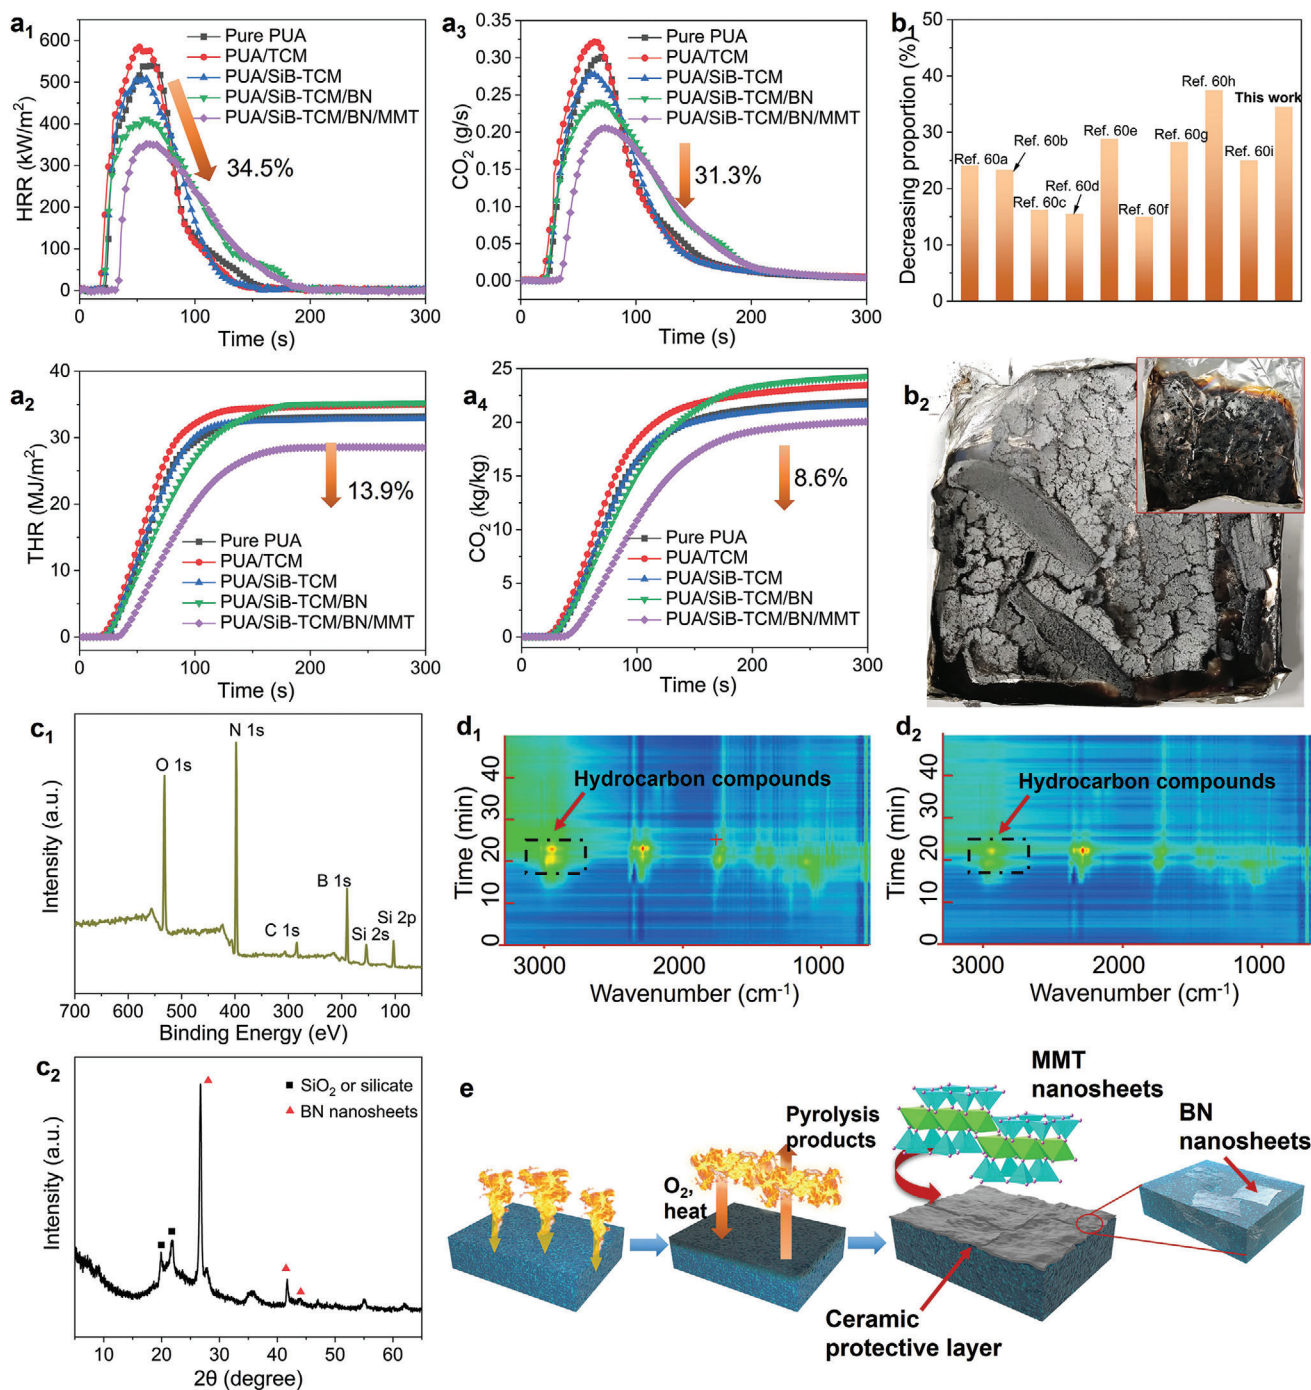 a1
600
500
400
300
200
100
0
HRR (kW/m2)
Pure PUA
PUA/TCM
PUA/SiB-TCM
PUA/SiB-TCM/BN
PUA/SiB-TCM/BN/MMT
34.5%
0 100 200 300
Time (s)
a3
0.35
0.30
0.25
0.20
0.15
0.10
0.05
0.00
CO2 (g/s)
Pure PUA
PUA/TCM
PUA/SiB-TCM
PUA/SiB-TCM/BN
PUA/SiB-TCM/BN/MMT
31.3%
0 100 200 300
Time (s)
b1
50
40
30
20
10
0
Decreasing proportion (%)
Ref. 60a
Ref. 60b
Ref. 60c
Ref. 60d
Ref. 60e
Ref. 60f
Ref. 60g
Ref. 60h
Ref. 60i
This work
a2
40
30
20
10
0
THR (MJ/m2)
13.9%
Pure PUA
PUA/TCM
PUA/SiB-TCM
PUA/SiB-TCM/BN
PUA/SiB-TCM/BN/MMT
0 100 200 300
Time (s)
a4
25
20
15
10
5
0
CO2 (kg/kg)
8.6%
Pure PUA
PUA/TCM
PUA/SiB-TCM
PUA/SiB-TCM/BN
PUA/SiB-TCM/BN/MMT
0 100 200 300
Time (s)
b2
c1
Intensity (a.u.)
O 1s
N 1s
C 1s
B 1s
Si 2s
Si 2p
700 600 500 400 300 200 100
Binding Energy (eV)
d1
Time (min)
0 10 20 30 40
Hydrocarbon compounds
3000 2000 1000
Wavenumber (cm-1)
d2
Time (min)
0 10 20 30 40
Hydrocarbon compounds
3000 2000 1000
Wavenumber (cm-1)
c2
Intensity (a.u.)
SiO2 or silicate
BN nanosheets
10 20 30 40 50 60
2θ (degree)
e
O2,
heat
Pyrolysis
products
MMT
nanosheets
BN
nanosheets
Ceramic
protective layer